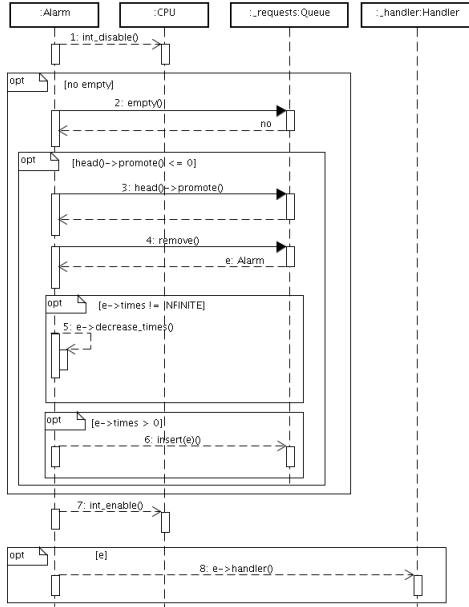 :Alarm :CPU :_requests:Queue :_handler:Handler
1: int_disable()
opt [no empty]
2: empty()
no
opt [head()->promote() <= 0]
3: head()->promote()
4: remove()
e: Alarm
opt [e->times != INFINITE]
5: e->decrease_times()
opt [e->times > 0]
6: insert(e)()
7: int_enable()
opt [e]
8: e->handler()